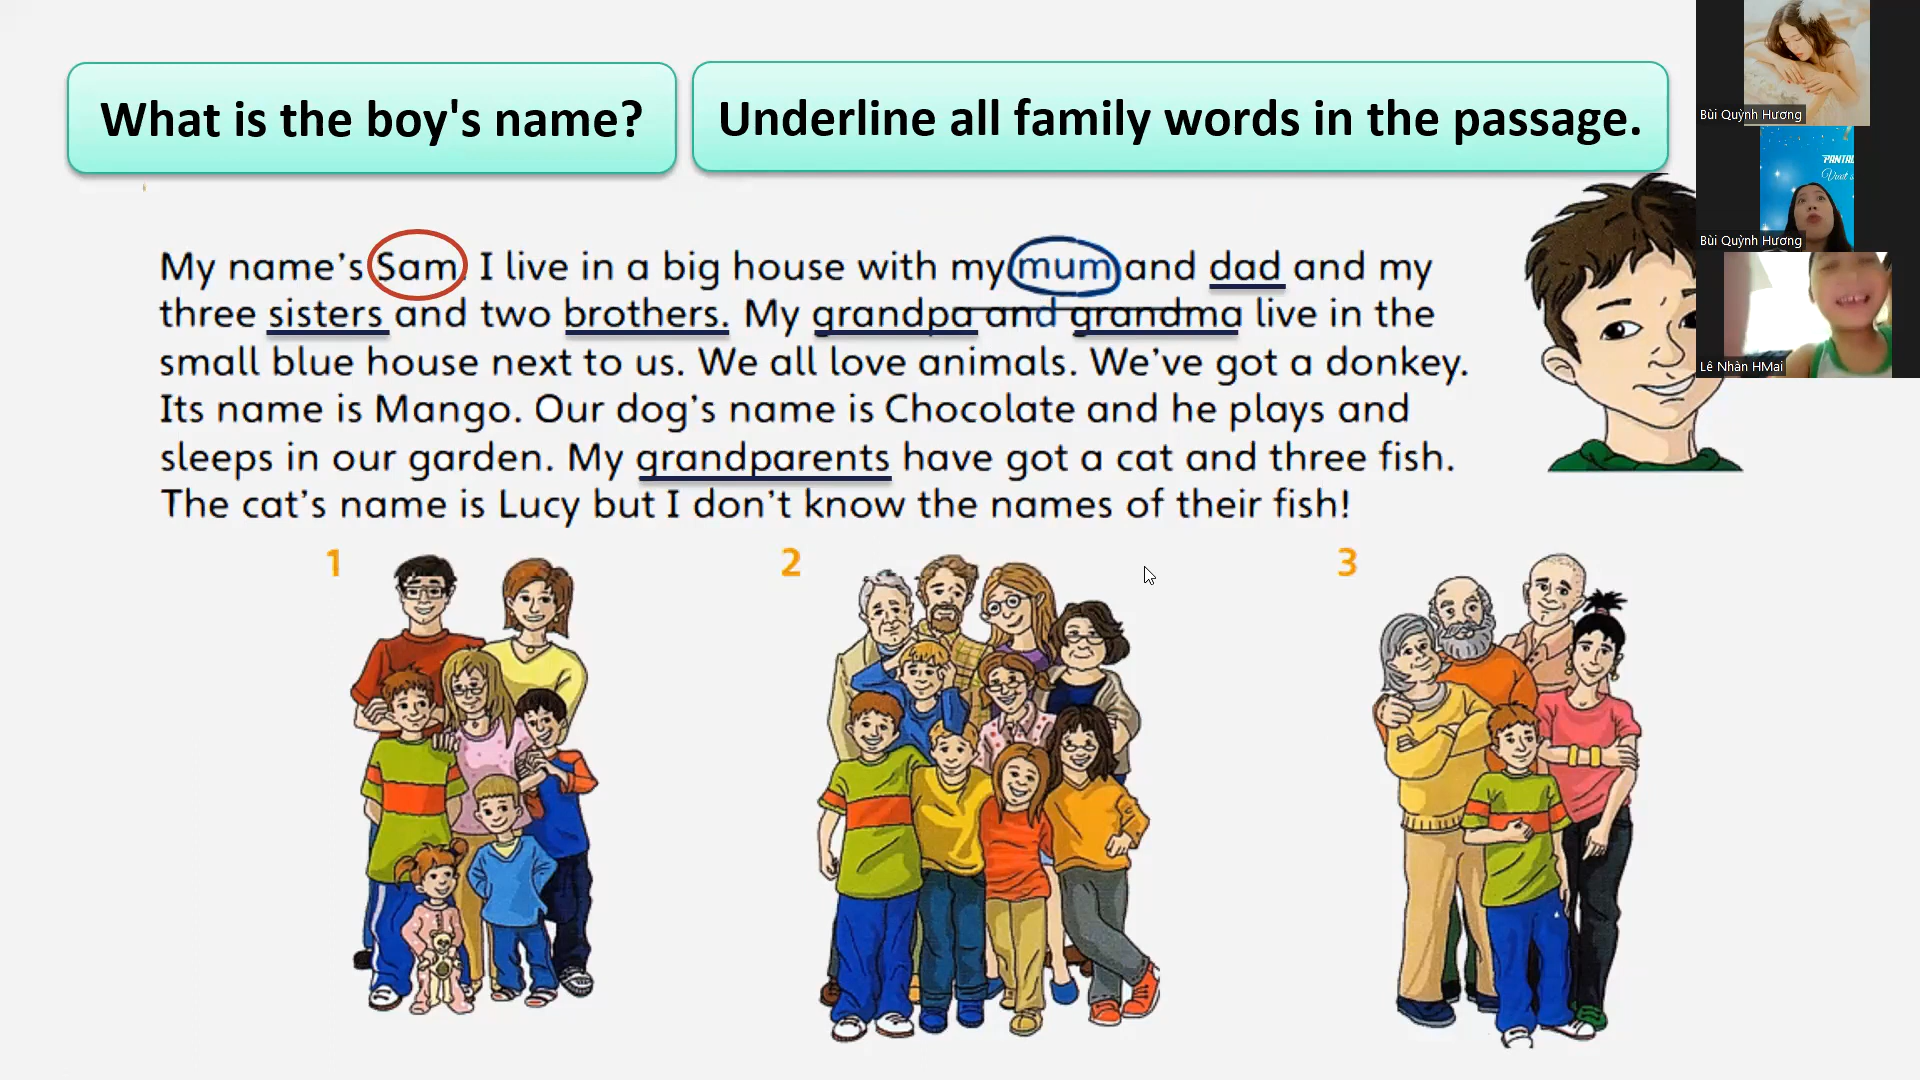 What is the boy's name?
Underline all family words in the passage.
My name's Sam. I live in a big house with my mum and dad and my
three sisters and two brothers. My grandpa and grandma live in the
small blue house next to us. We all love animals. We've got a donkey.
Its name is Mango. Our dog's name is Chocolate and he plays and
sleeps in our garden. My grandparents have got a cat and three fish.
The cat's name is Lucy but I don't know the names of their fish!
1
2
3
Bùi Quỳnh Hương
Bùi Quỳnh Hương
Lê Nhàn HMai